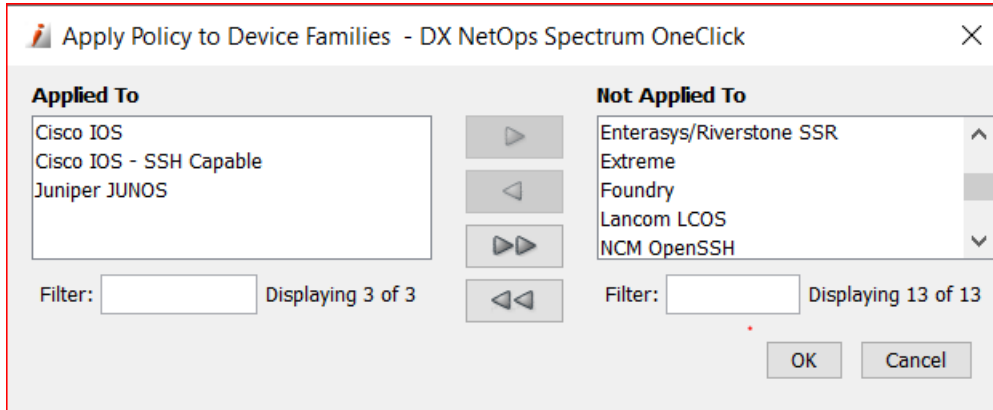 Apply Policy to Device Families - DX NetOps Spectrum OneClick
Applied To
Cisco IOS
Cisco IOS - SSH Capable
Juniper JUNOS
Filter:
Displaying 3 of 3
Not Applied To
Enterasys/Riverstone SSR
Extreme
Foundry
Lancom LCOS
NCM OpenSSH
Filter:
Displaying 13 of 13
OK
Cancel